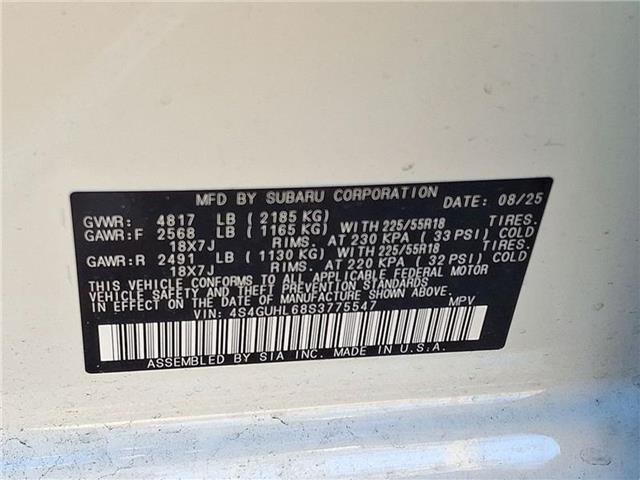 MFD BY SUBARU CORPORATION DATE: 08/25
GVWR: 4817 LB ( 2185 KG)
GAWR:F 2568 LB ( 1165 KG) WITH 225/55R18 TIRES.
18X7J RIMS. AT 230 KPA ( 33 PSI) COLD
GAWR:R 2491 LB ( 1130 KG) WITH 225/55R18 TIRES.
18X7J RIMS. AT 220 KPA ( 32 PSI) COLD
THIS VEHICLE CONFORMS TO ALL APPLICABLE FEDERAL MOTOR
VEHICLE SAFETY AND THEFT PREVENTION STANDARDS
IN EFFECT ON THE DATE OF MANUFACTURE SHOWN ABOVE.
VIN: 4S4GUHL68S3775547 MPV
ASSEMBLED BY SIA INC. MADE IN U.S.A.